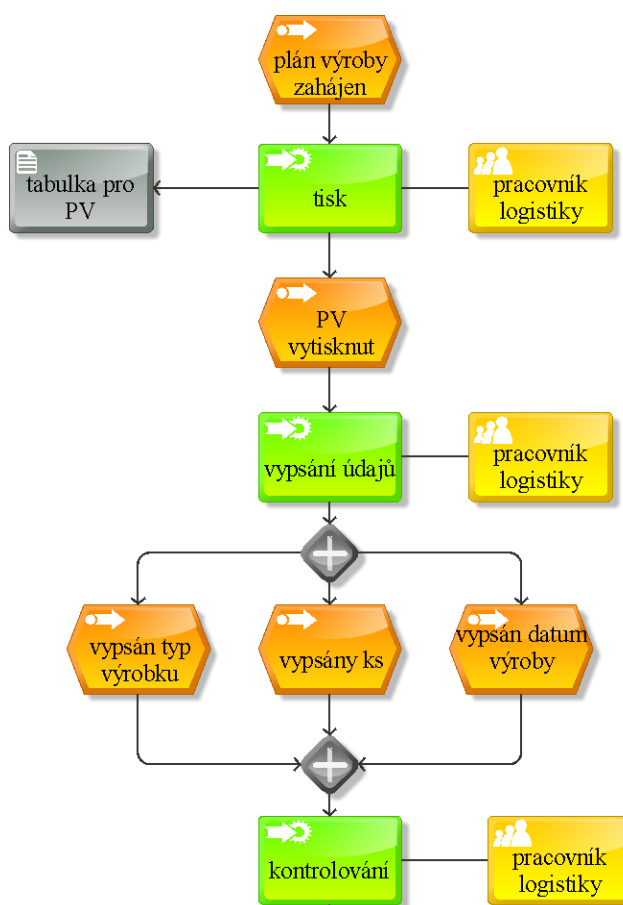 plán výroby
zahájen
tabulka pro
PV
tisk
pracovník
logistiky
PV
vytisknut
vypsání údajů
pracovník
logistiky
vypsán typ
výrobku
vypsány ks
vypsán datum
výroby
kontrolování
pracovník
logistiky